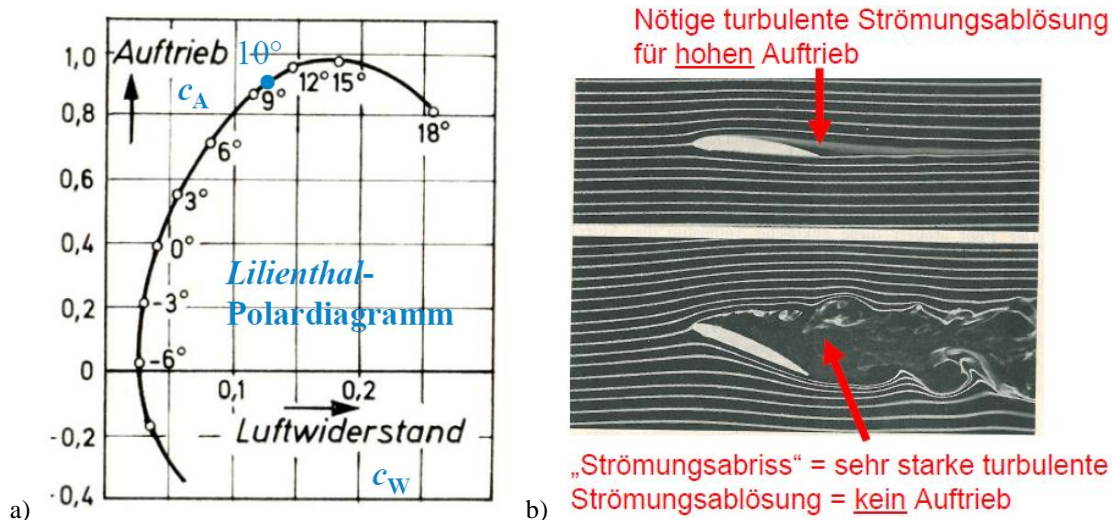 1,0
Auftrieb 10°
c_A
0,8
9°
12° 15°
18°
0,6
6°
3°
0,4
0°
Lilienthal-
0,2
-3°
Polardiagramm
-6°
0
0,1
0,2
-0,2
Luftwiderstand
-0,4
c_W
a)
Nötige turbulente Strömungsablösung
für hohen Auftrieb
„Strömungsabriss“ = sehr starke turbulente
Strömungsablösung = kein Auftrieb
b)